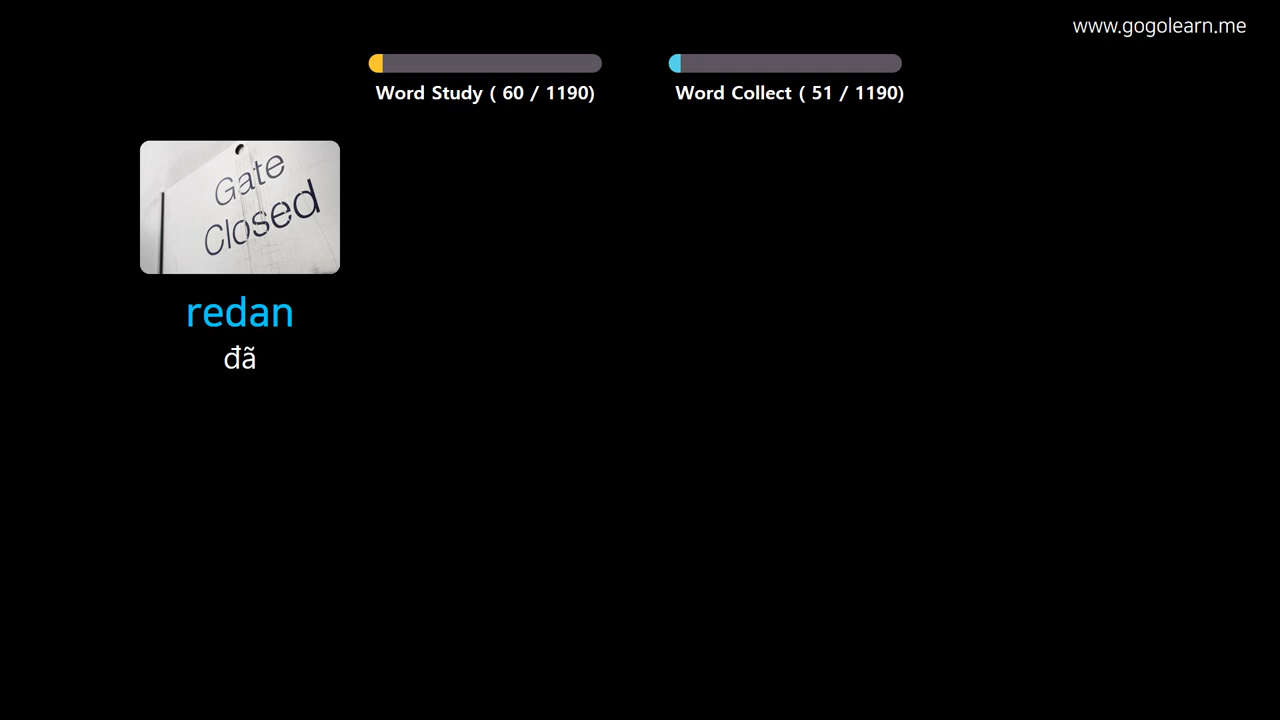 www.gogolearn.me
Word Study ( 60 / 1190)
Word Collect ( 51 / 1190)
Gate
Closed
redan
đã